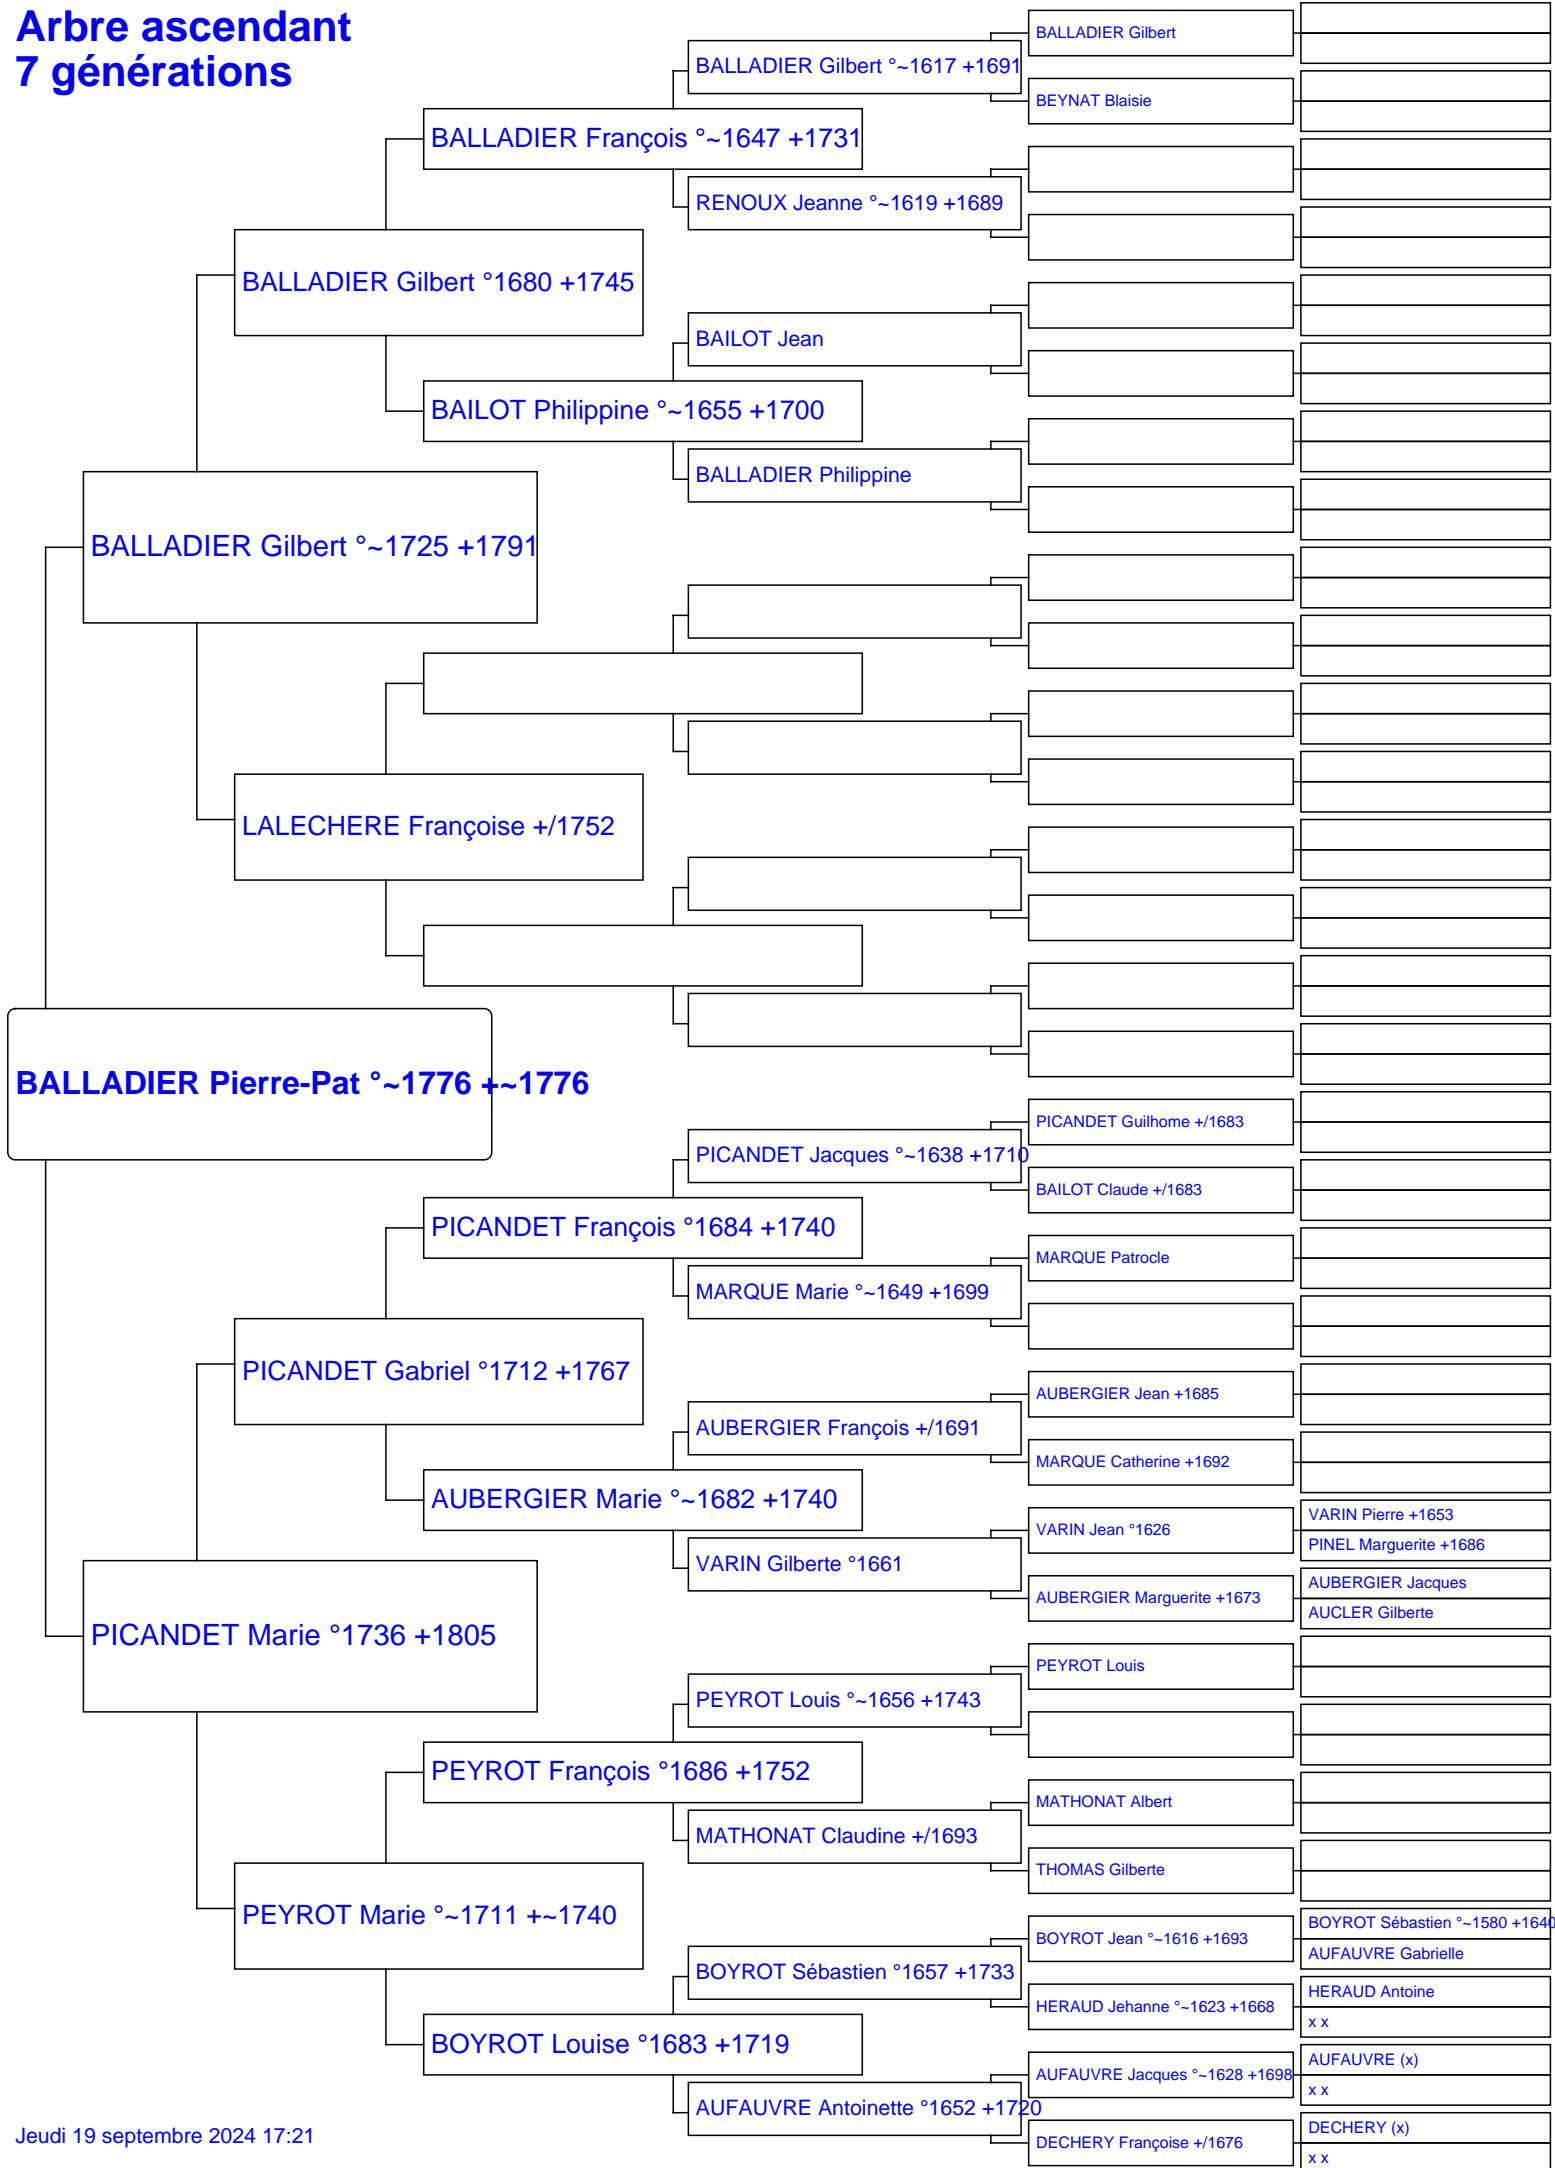 Arbre ascendant
7 générations
BALLADIER Gilbert
BALLADIER Gilbert °~1617 +1691
BEYNAT Blaisie
BALLADIER François °~1647 +1731
RENOUX Jeanne °~1619 +1689
BALLADIER Gilbert °1680 +1745
BAILOT Jean
BAILOT Philippine °~1655 +1700
BALLADIER Philippine
BALLADIER Gilbert °~1725 +1791
LALECHERE Françoise +/1752
BALLADIER Pierre-Pat °~1776 +~1776
PICANDET Guilhome +/1683
PICANDET Jacques °~1638 +1710
BAILOT Claude +/1683
PICANDET François °1684 +1740
MARQUE Patrocle
MARQUE Marie °~1649 +1699
PICANDET Gabriel °1712 +1767
AUBERGIER Jean +1685
AUBERGIER François +/1691
MARQUE Catherine +1692
AUBERGIER Marie °~1682 +1740
VARIN Pierre +1653
VARIN Jean °1626
PINEL Marguerite +1686
VARIN Gilberte °1661
AUBERGIER Jacques
AUBERGIER Marguerite +1673
AUCLER Gilberte
PICANDET Marie °1736 +1805
PEYROT Louis
PEYROT Louis °~1656 +1743
PEYROT François °1686 +1752
MATHONAT Albert
MATHONAT Claudine +/1693
THOMAS Gilberte
PEYROT Marie °~1711 +~1740
BOYROT Sébastien °~1580 +1640
BOYROT Jean °~1616 +1693
AUFAUVRE Gabrielle
BOYROT Sébastien °1657 +1733
HERAUD Antoine
HERAUD Jehanne °~1623 +1668
x x
BOYROT Louise °1683 +1719
AUFAUVRE (x)
AUFAUVRE Jacques °~1628 +1698
x x
AUFAUVRE Antoinette °1652 +1720
DECHERY (x)
DECHERY Françoise +/1676
x x
Jeudi 19 septembre 2024 17:21